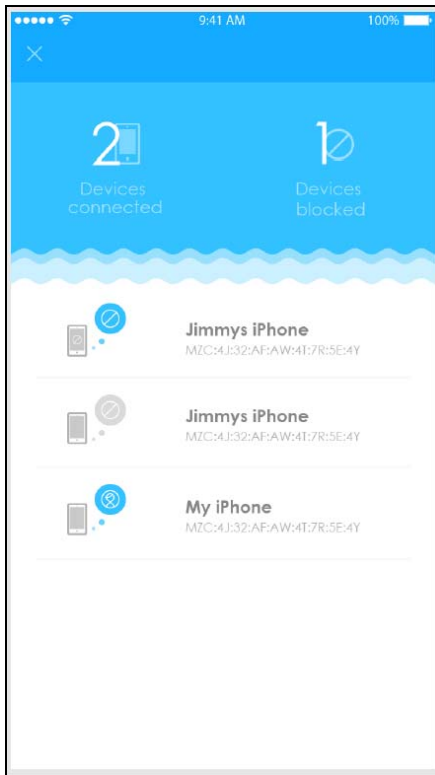 9:41 AM
100%
2
1
Devices
connected
Devices
blocked
Jimmys iPhone
MZC:4J:32:AF:AW:4T:7R:5E:4Y
Jimmys iPhone
MZC:4J:32:AF:AW:4T:7R:5E:4Y
My iPhone
MZC:4J:32:AF:AW:4T:7R:5E:4Y